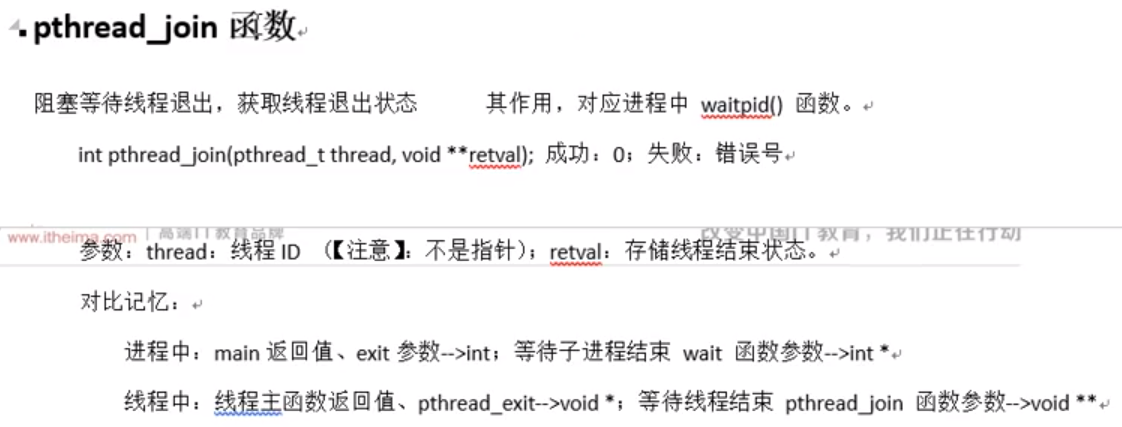 pthread_join 函数
阻塞等待线程退出，获取线程退出状态 其作用，对应进程中 waitpid() 函数。
int pthread_join(pthread_t thread, void **retval); 成功：0；失败：错误号
www.itheima.com 高端IT教育品牌 改变中国IT教育，我们正在行动
参数：thread：线程 ID （【注意】：不是指针）；retval：存储线程结束状态。
对比记忆：
进程中：main 返回值、exit 参数-->int；等待子进程结束 wait 函数参数-->int *
线程中：线程主函数返回值、pthread_exit-->void *；等待线程结束 pthread_join 函数参数-->void **